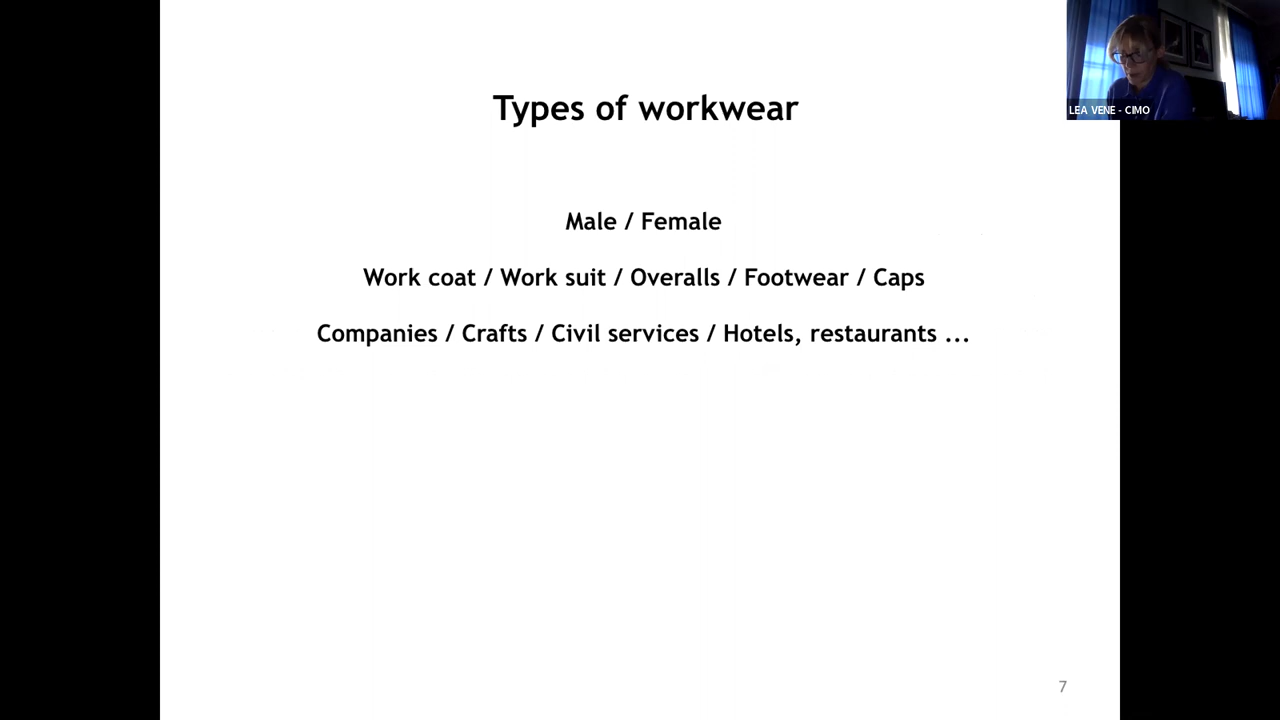 Types of workwear
LEA VENE - CIMO
Male / Female
Work coat / Work suit / Overalls / Footwear / Caps
Companies / Crafts / Civil services / Hotels, restaurants ...
7